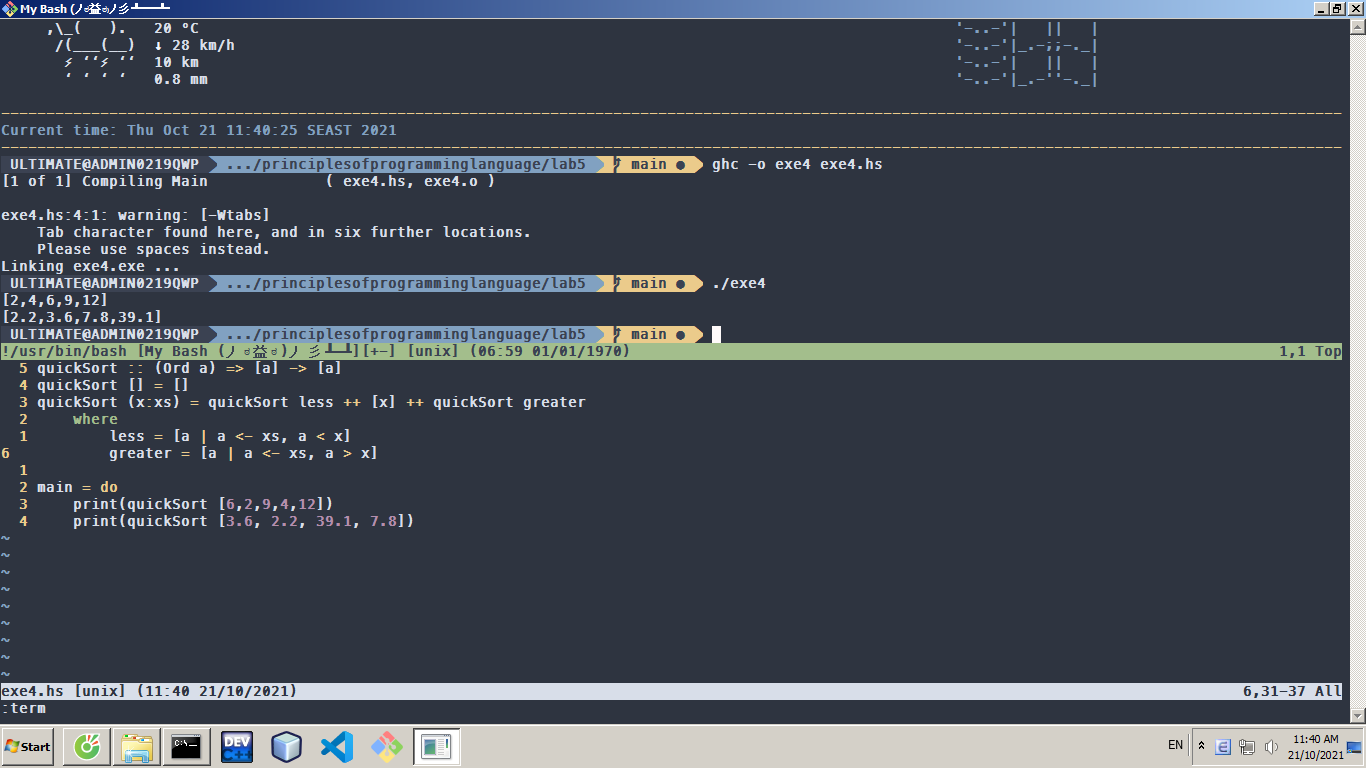 My Bash (ノಠ益ಠ)ノ彡┻━┻
,\_(   ).   20 °C
/(___(__)  ↓ 28 km/h
⚡ ‘‘⚡ ‘‘  10 km
‘ ‘ ‘ ‘   0.8 mm
'-..-'|   ||   |
'-..-'|_.-;;-._|
'-..-'|   ||   |
'-..-'|_.-''-._|
Current time: Thu Oct 21 11:40:25 SEAST 2021
ULTIMATE@ADMIN0219QWP .../principlesofprogramminglanguage/lab5 main ● ghc -o exe4 exe4.hs
[1 of 1] Compiling Main             ( exe4.hs, exe4.o )
exe4.hs:4:1: warning: [-Wtabs]
Tab character found here, and in six further locations.
Please use spaces instead.
Linking exe4.exe ...
ULTIMATE@ADMIN0219QWP .../principlesofprogramminglanguage/lab5 main ● ./exe4
[2,4,6,9,12]
[2.2,3.6,7.8,39.1]
ULTIMATE@ADMIN0219QWP .../principlesofprogramminglanguage/lab5 main ●
!/usr/bin/bash [My Bash (ノಠ益ಠ)ノ彡┻━┻][+-] [unix] (06:59 01/01/1970) 1,1 Top
5 quickSort :: (Ord a) => [a] -> [a]
4 quickSort [] = []
3 quickSort (x:xs) = quickSort less ++ [x] ++ quickSort greater
2     where
1         less = [a | a <- xs, a < x]
6         greater = [a | a <- xs, a > x]
1
2 main = do
3     print(quickSort [6,2,9,4,12])
4     print(quickSort [3.6, 2.2, 39.1, 7.8])
~
~
~
~
~
~
~
~
~
exe4.hs [unix] (11:40 21/10/2021) 6,31-37 All
:term
Start
C:\_
DEV
C++
EN
11:40 AM
21/10/2021